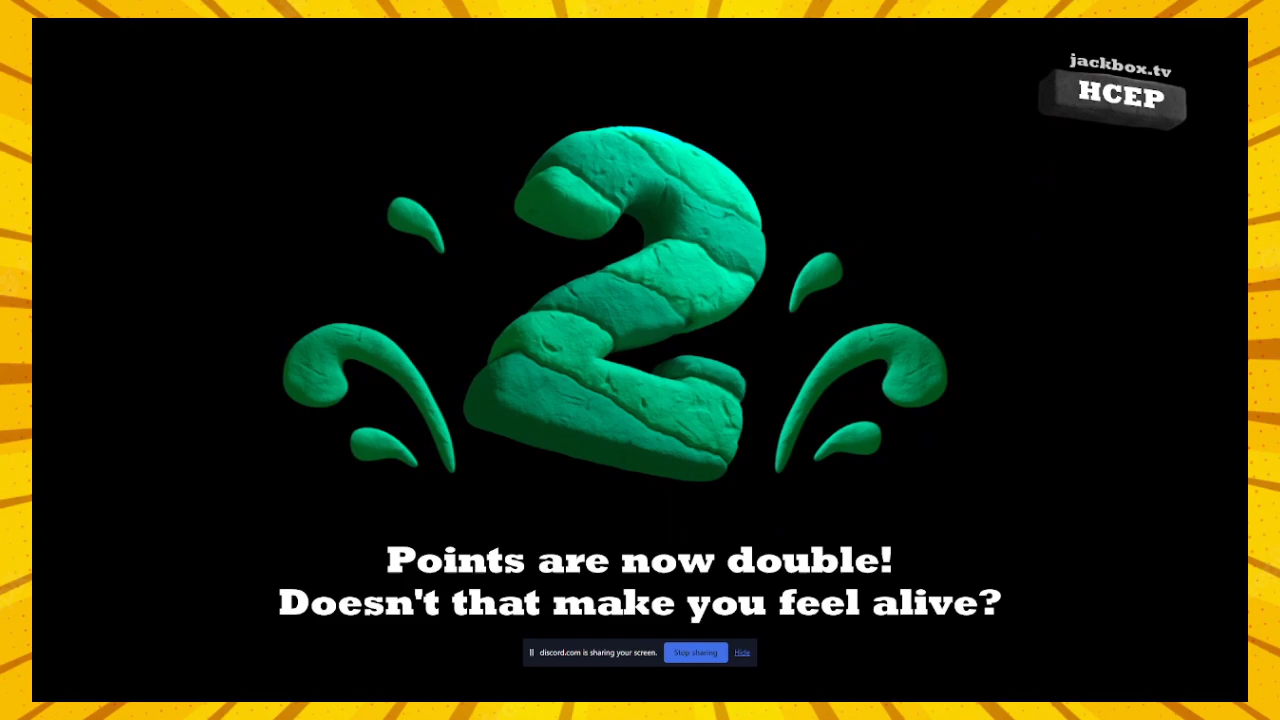 jackbox.tv
HCEP
2
Points are now double!
Doesn't that make you feel alive?
discord.com is sharing your screen. Stop sharing Hide